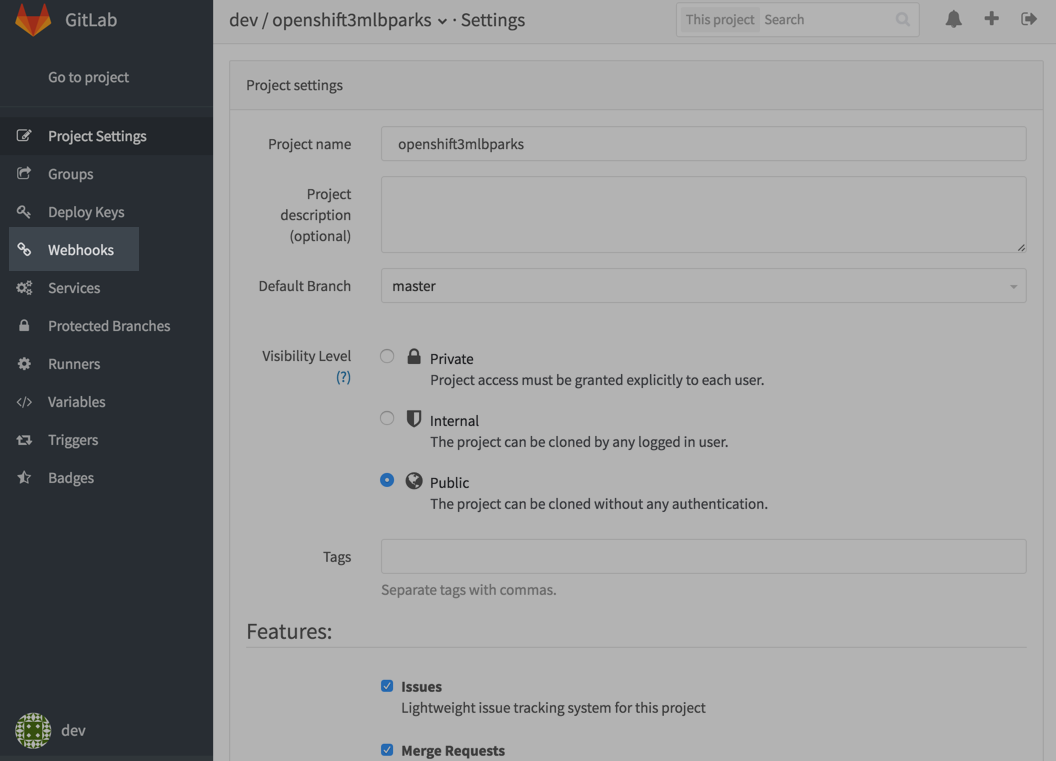 GitLab
dev / openshift3mlbparks · Settings
This project Search
Go to project
Project Settings
Groups
Deploy Keys
Webhooks
Services
Protected Branches
Runners
Variables
Triggers
Badges
dev
Project settings
Project name
openshift3mlbparks
Project
description
(optional)
Default Branch
master
Visibility Level
(?)
Private
Project access must be granted explicitly to each user.
Internal
The project can be cloned by any logged in user.
Public
The project can be cloned without any authentication.
Tags
Separate tags with commas.
Features:
Issues
Lightweight issue tracking system for this project
Merge Requests